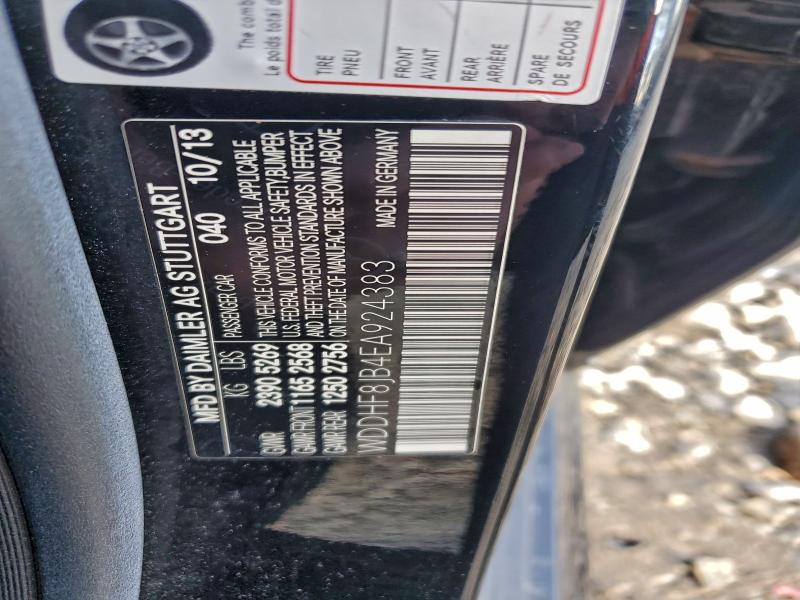 The comb
Le poids total d
TIRE
PNEU
FRONT
AVANT
REAR
ARRIÈRE
SPARE
DE SECOURS
MFD BY DAIMLER AG STUTTGART
KG LBS PASSENGER CAR 040 10/13
GVWR 2390 5269 THIS VEHICLE CONFORMS TO ALL APPLICABLE
GAWR FRONT 1165 2568 U.S. FEDERAL MOTOR VEHICLE SAFETY,BUMPER
GAWR REAR 1250 2756 AND THEFT PREVENTION STANDARDS IN EFFECT
ON THE DATE OF MANUFACTURE SHOWN ABOVE
WDDHF8JB4EA924383 MADE IN GERMANY